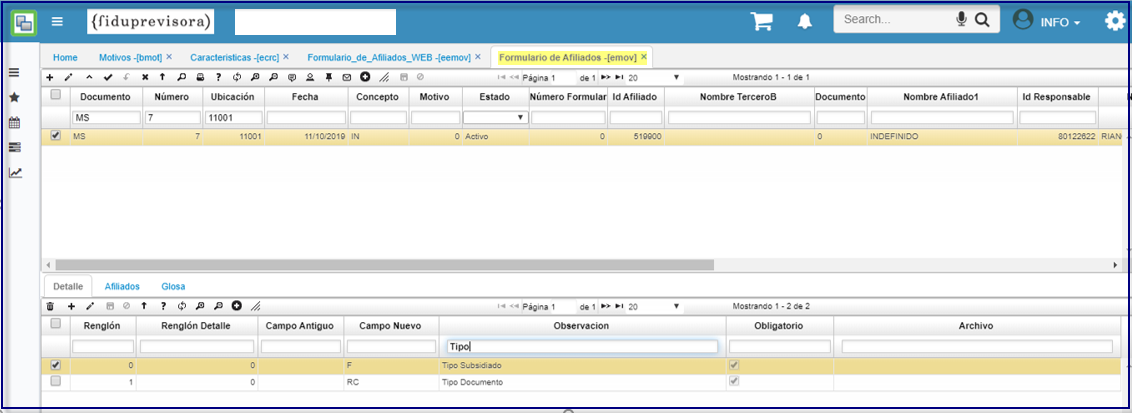 {fiduprevisora)
Search...
INFO
Home Motivos -[bmot] × Caracteristicas -[ecrc] × Formulario_de_Afiliados_WEB -[eemov] × Formulario de Afiliados -[emov] ×
Página 1 de 1 20 Mostrando 1 - 1 de 1
Documento Número Ubicación Fecha Concepto Motivo Estado Número Formular Id Afiliado Nombre TerceroB Documento Nombre Afiliado1 Id Responsable
MS 7 11001
MS 7 11001 11/10/2019 IN 0 Activo 0 519900 0 INDEFINIDO 80122622 RIAN
Detalle Afiliados Glosa
Página 1 de 1 20 Mostrando 1 - 2 de 2
Renglón Renglón Detalle Campo Antiguo Campo Nuevo Observacion Obligatorio Archivo
Tipo
0 0 F Tipo Subsidiado
1 0 RC Tipo Documento